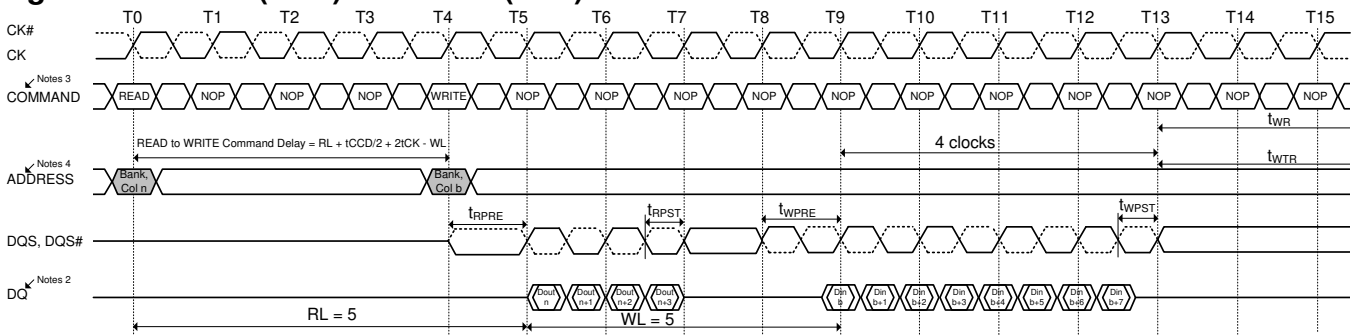 T0 T1 T2 T3 T4 T5 T6 T7 T8 T9 T10 T11 T12 T13 T14 T15
CK#
CK
Notes 3
COMMAND READ NOP NOP NOP WRITE NOP NOP NOP NOP NOP NOP NOP NOP NOP NOP NOP
tWR
READ to WRITE Command Delay = RL + tCCD/2 + 2tCK - WL
4 clocks
tWTR
Notes 4
ADDRESS Bank, Col n Bank, Col b
tRPRE tRPST tWPRE tWPST
DQS, DQS#
Notes 2
DQ Dout n Dout n+1 Dout n+2 Dout n+3 Din b Din b+1 Din b+2 Din b+3 Din b+4 Din b+5 Din b+6 Din b+7
RL = 5 WL = 5